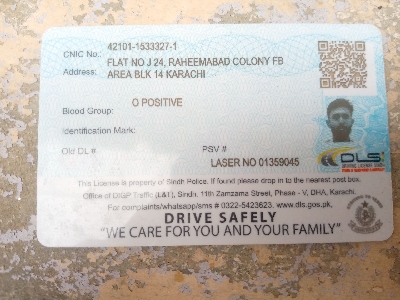 CNIC No. 42101-1533327-1
Address: FLAT NO J 24, RAHEEMABAD COLONY FB
AREA BLK 14 KARACHI
Blood Group: O POSITIVE
Identification Mark:
Old DL # PSV #
LASER NO 01359045
DLS
This License is property of Sindh Police. If found please drop in to the nearest post box.
Office of DIGP Traffic (L&T), Sindh, 11th Zamzama Street, Phase - V, DHA, Karachi.
For complaints/whatsapp/sms # 0322-5423623, www.dls.gos.pk,
DRIVE SAFELY
"WE CARE FOR YOU AND YOUR FAMILY"